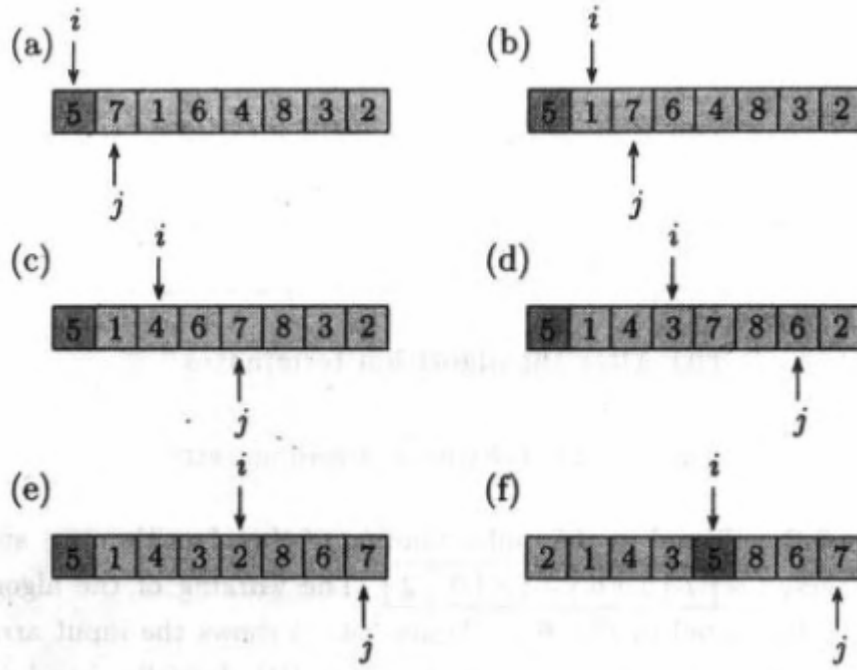 (a) i (b) i
5 7 1 6 4 8 3 2 5 1 7 6 4 8 3 2
j j
(c) i (d) i
5 1 4 6 7 8 3 2 5 1 4 3 7 8 6 2
j j
(e) i (f) i
5 1 4 3 2 8 6 7 2 1 4 3 5 8 6 7
j j